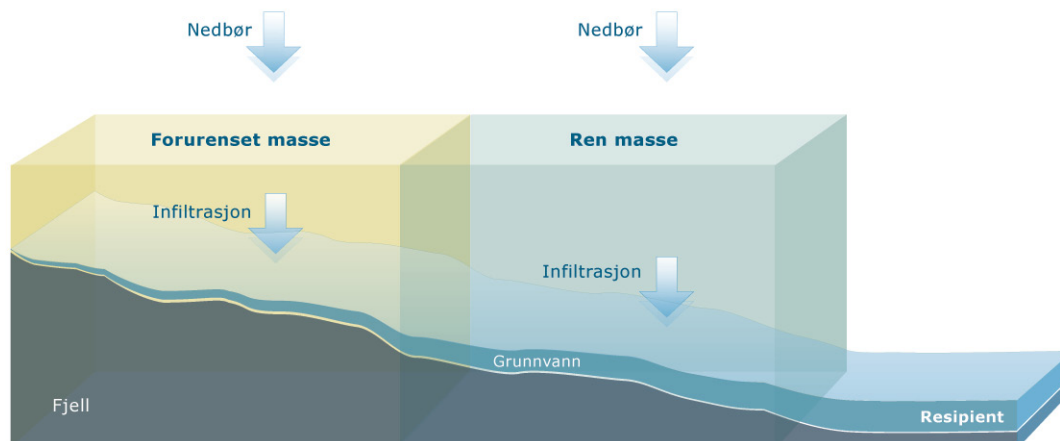 Nedbør
Nedbør
Forurenset masse
Ren masse
Infiltrasjon
Infiltrasjon
Grunnvann
Fjell
Resipient